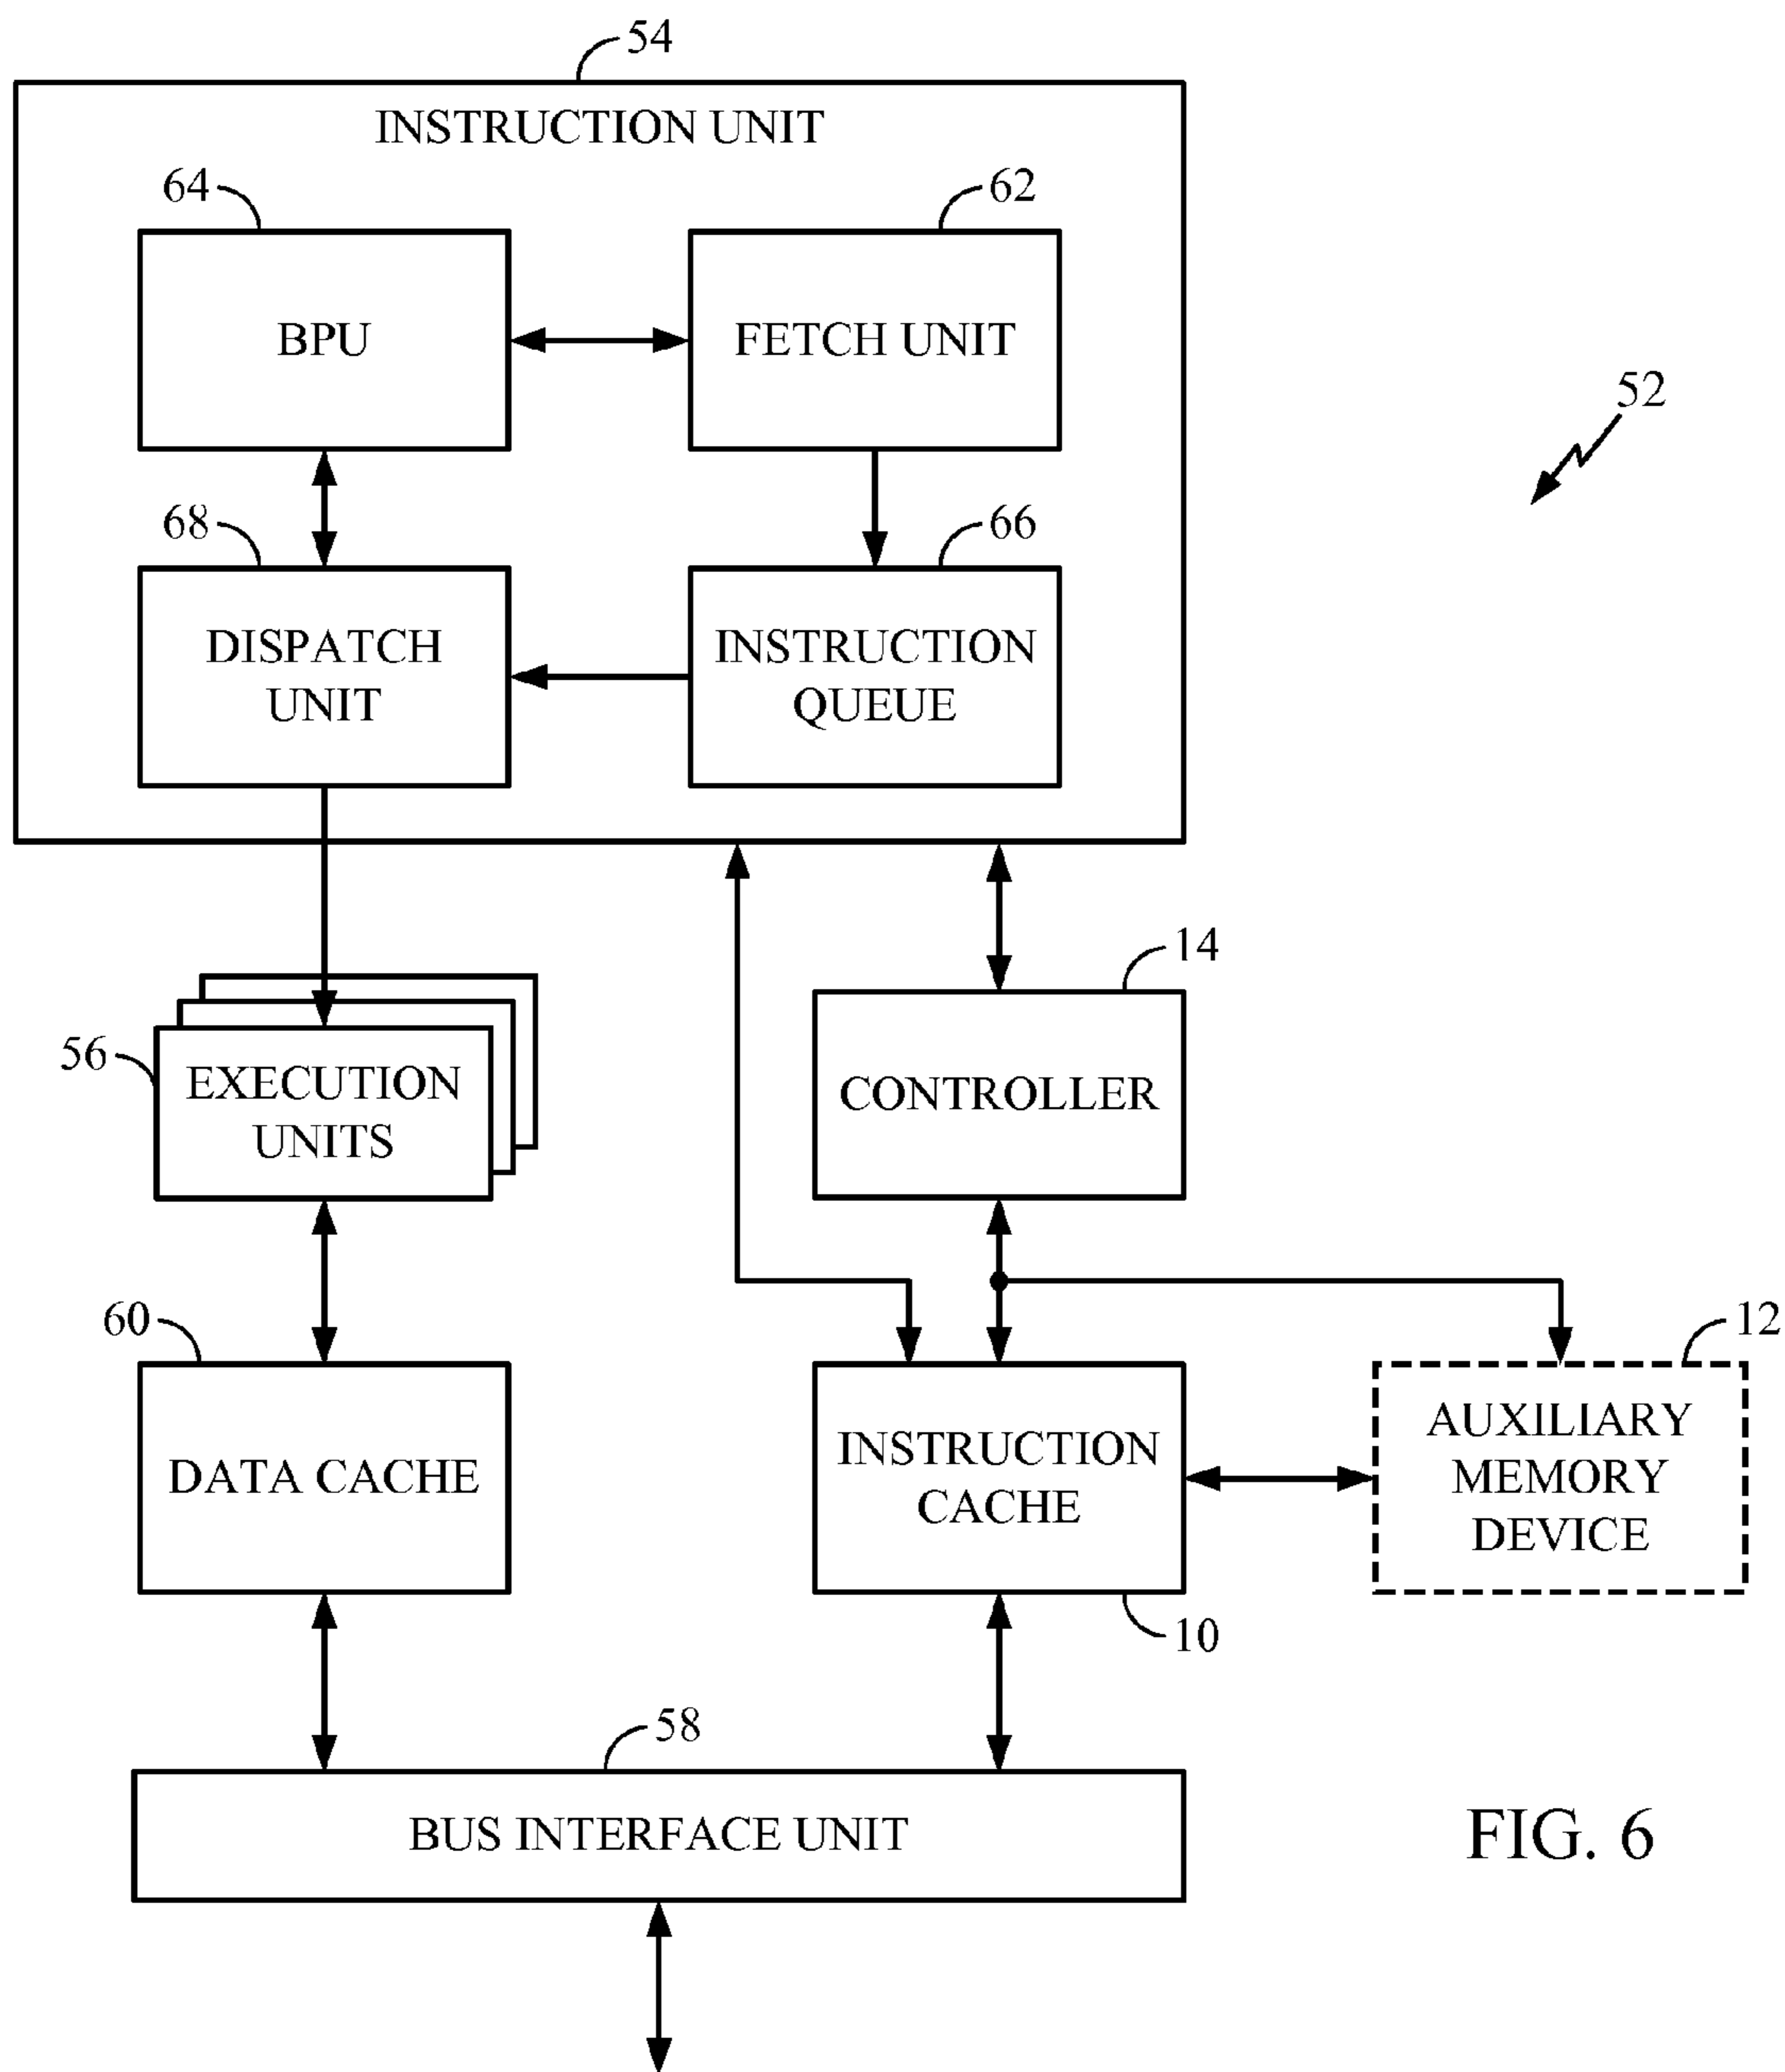 54
INSTRUCTION UNIT
64
62
BPU
FETCH UNIT
52
68
66
DISPATCH
UNIT
INSTRUCTION
QUEUE
14
56
EXECUTION
UNITS
CONTROLLER
60
12
DATA CACHE
INSTRUCTION
CACHE
AUXILIARY
MEMORY
DEVICE
10
58
BUS INTERFACE UNIT
FIG. 6